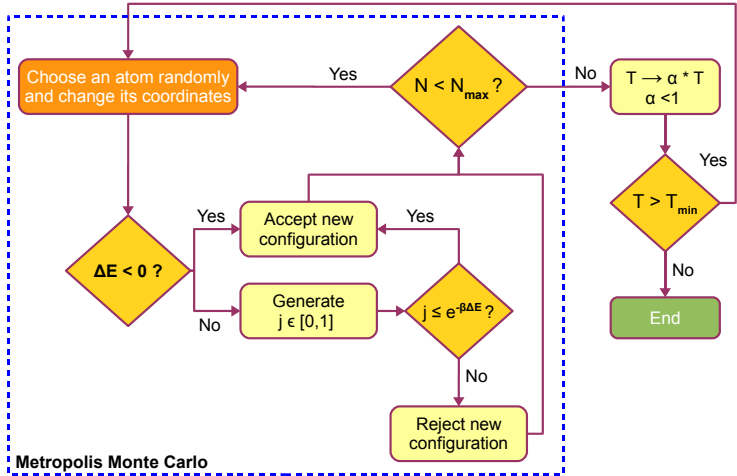 Choose an atom randomly
and change its coordinates
Yes
N < Nmax ?
No
T → α * T
α <1
Yes
T > Tmin
No
End
ΔE < 0 ?
Yes
Accept new
configuration
Yes
No
Generate
j ϵ [0,1]
j ≤ e-βΔE ?
No
Reject new
configuration
Metropolis Monte Carlo